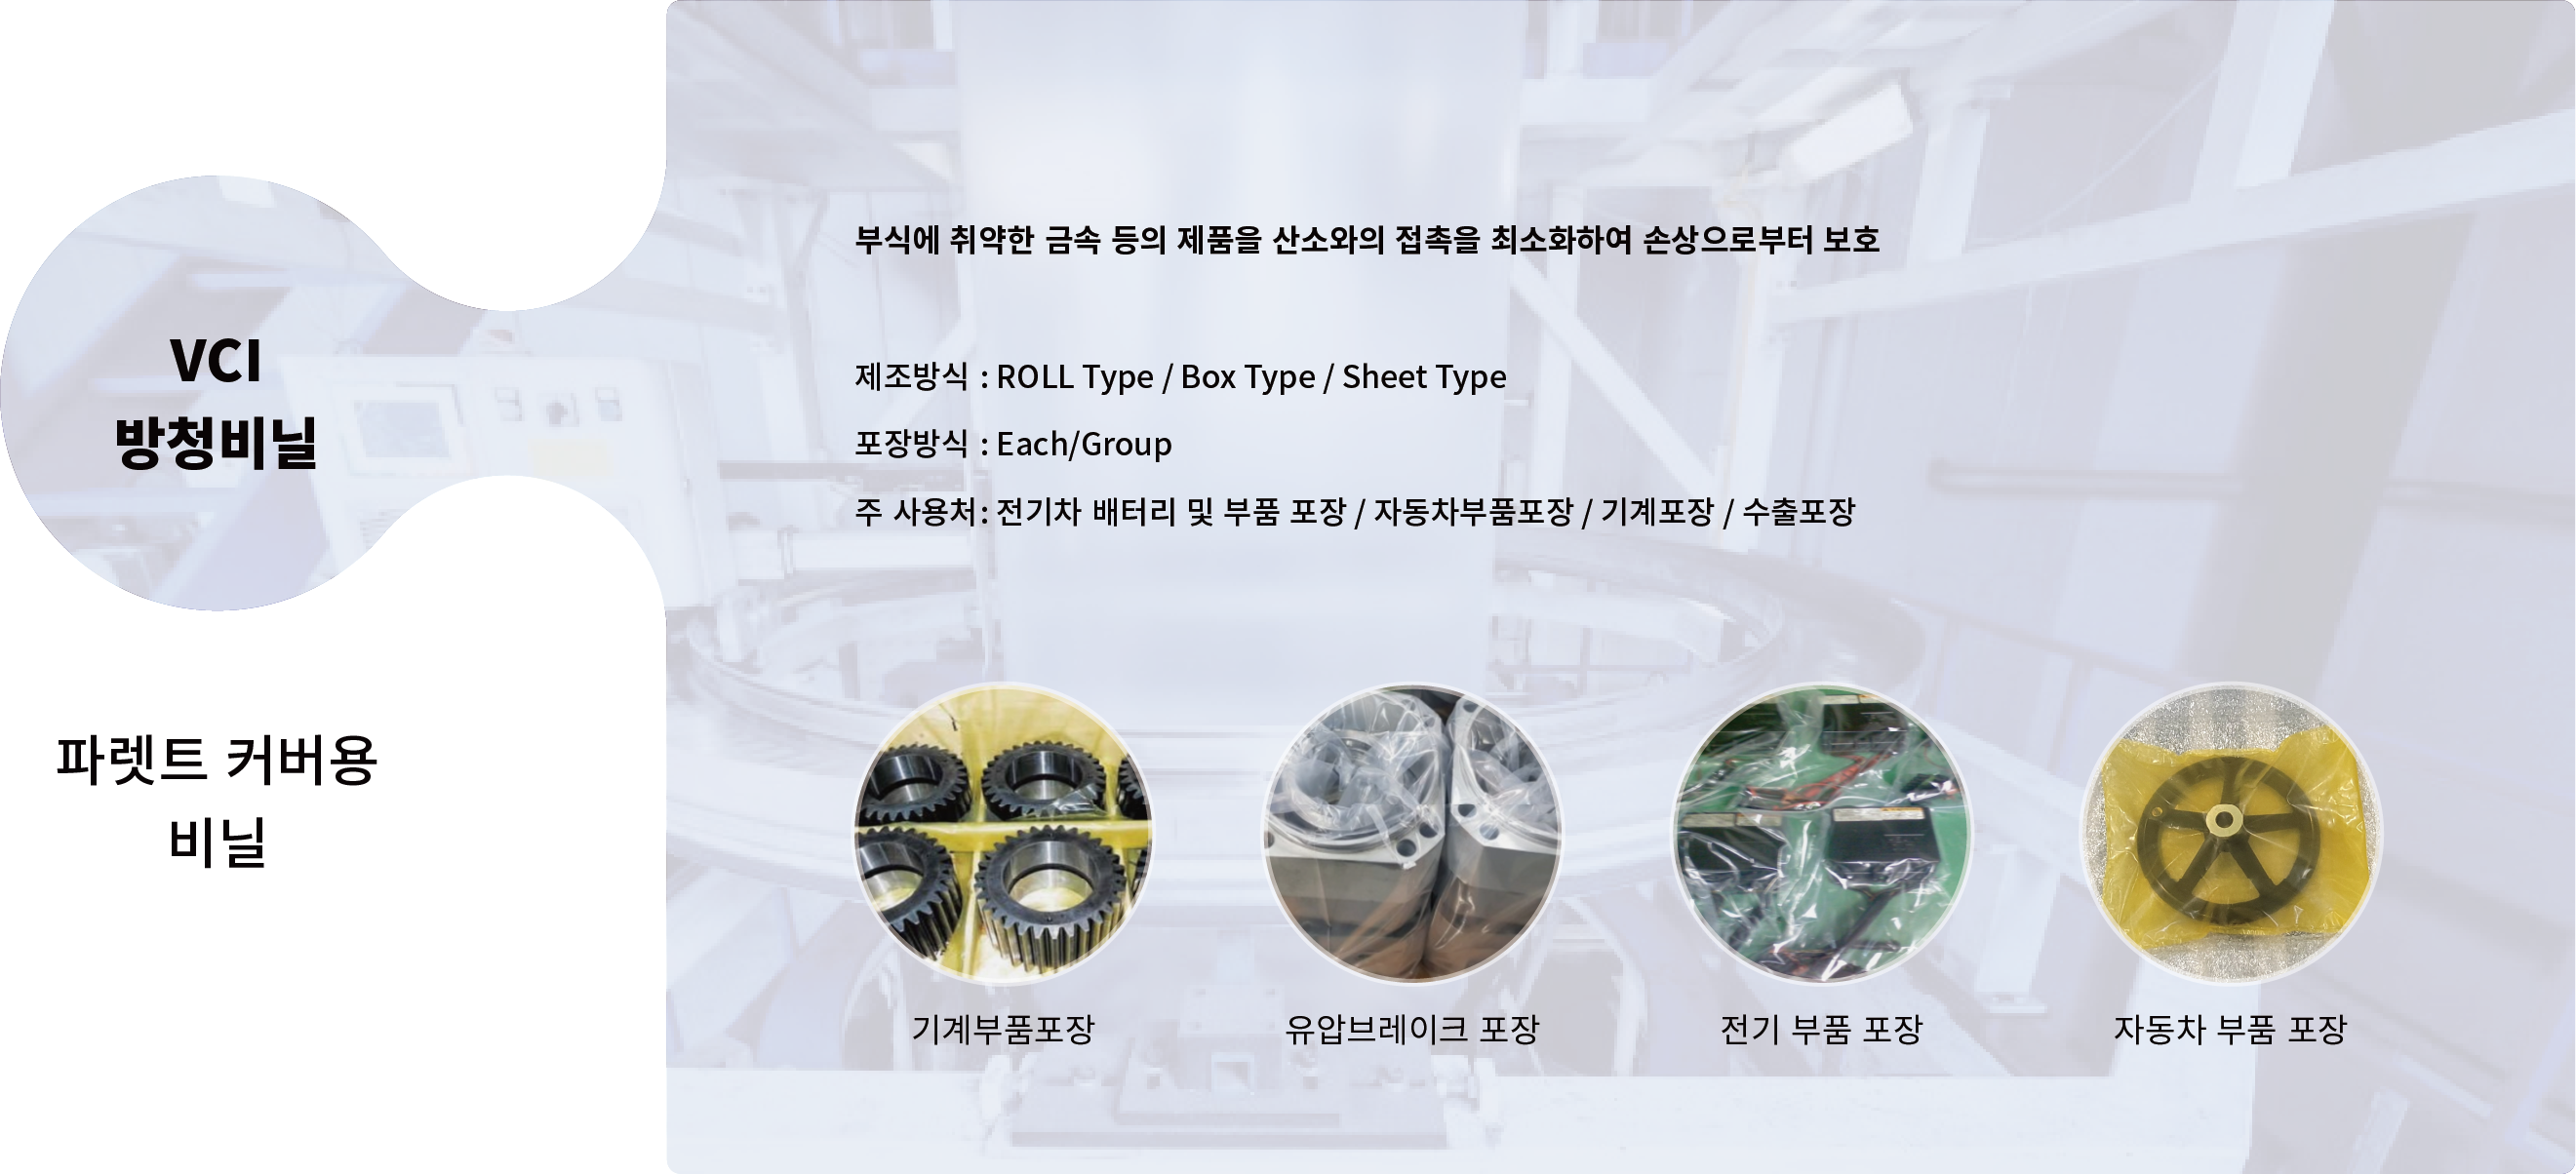 VCI
방청비닐
파렛트 커버용
비닐
부식에 취약한 금속 등의 제품을 산소와의 접촉을 최소화하여 손상으로부터 보호
제조방식 : ROLL Type / Box Type / Sheet Type
포장방식 : Each/Group
주 사용처: 전기차 배터리 및 부품 포장 / 자동차부품포장 / 기계포장 / 수출포장
기계부품포장
유압브레이크 포장
전기 부품 포장
자동차 부품 포장